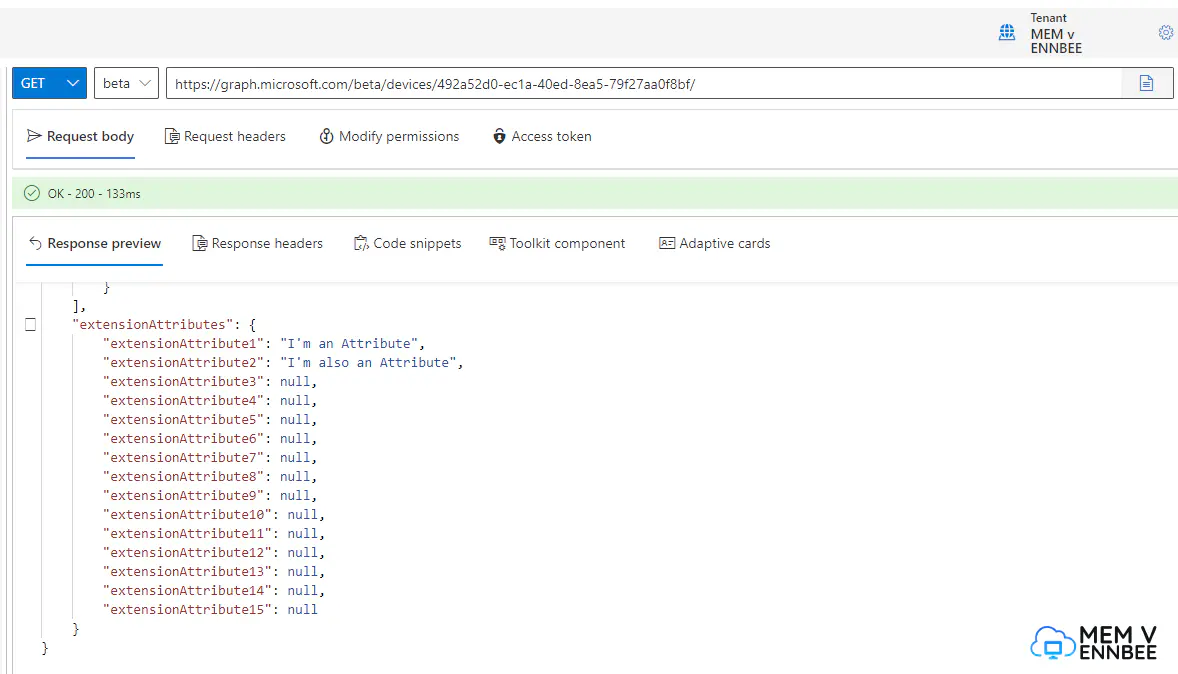 Tenant
MEM v
ENNBEE
GET
beta
https://graph.microsoft.com/beta/devices/492a52d0-ec1a-40ed-8ea5-79f27aa0f8bf/
Request body
Request headers
Modify permissions
Access token
OK - 200 - 133ms
Response preview
Response headers
Code snippets
Toolkit component
Adaptive cards
}
],
"extensionAttributes": {
"extensionAttribute1": "I'm an Attribute",
"extensionAttribute2": "I'm also an Attribute",
"extensionAttribute3": null,
"extensionAttribute4": null,
"extensionAttribute5": null,
"extensionAttribute6": null,
"extensionAttribute7": null,
"extensionAttribute8": null,
"extensionAttribute9": null,
"extensionAttribute10": null,
"extensionAttribute11": null,
"extensionAttribute12": null,
"extensionAttribute13": null,
"extensionAttribute14": null,
"extensionAttribute15": null
}
}
MEM V
ENNBEE